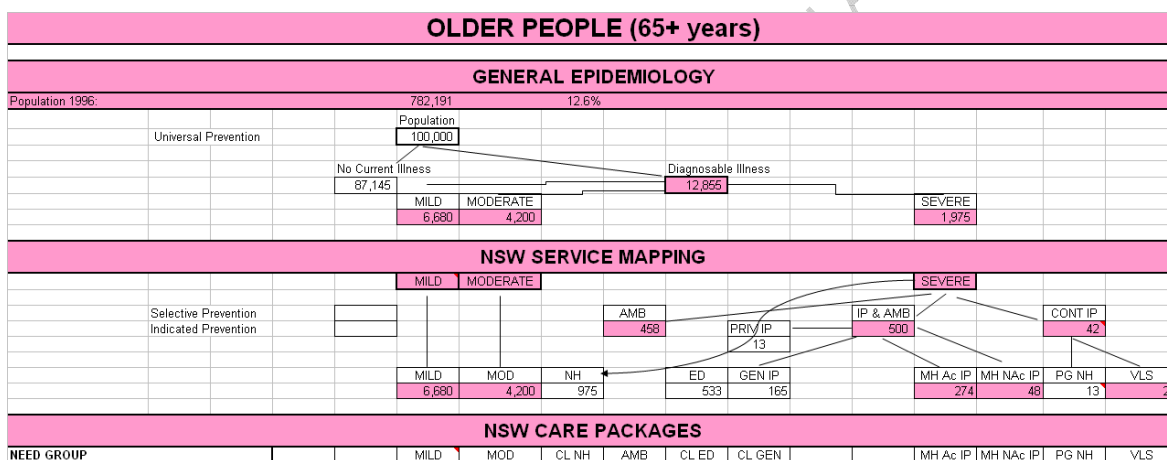 OLDER PEOPLE (65+ years)
GENERAL EPIDEMIOLOGY
Population 1996: 782,191 12.6%
Population
Universal Prevention 100,000
No Current Illness Diagnosable Illness
87,145 12,855
MILD MODERATE SEVERE
6,680 4,200 1,975
NSW SERVICE MAPPING
MILD MODERATE SEVERE
Selective Prevention AMB IP & AMB CONT IP
Indicated Prevention 458 PRIV IP 500 42
13
MILD MOD NH ED GEN IP MH Ac IP MH NAc IP PG NH VLS
6,680 4,200 975 533 165 274 48 13
NSW CARE PACKAGES
NEED GROUP MILD MOD CL NH AMB CL ED CL GEN MH Ac IP MH NAc IP PG NH VLS